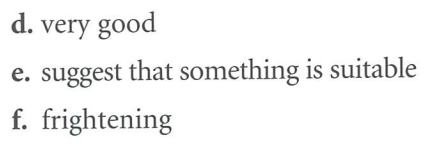 d. very good
e. suggest that something is suitable
f. frightening